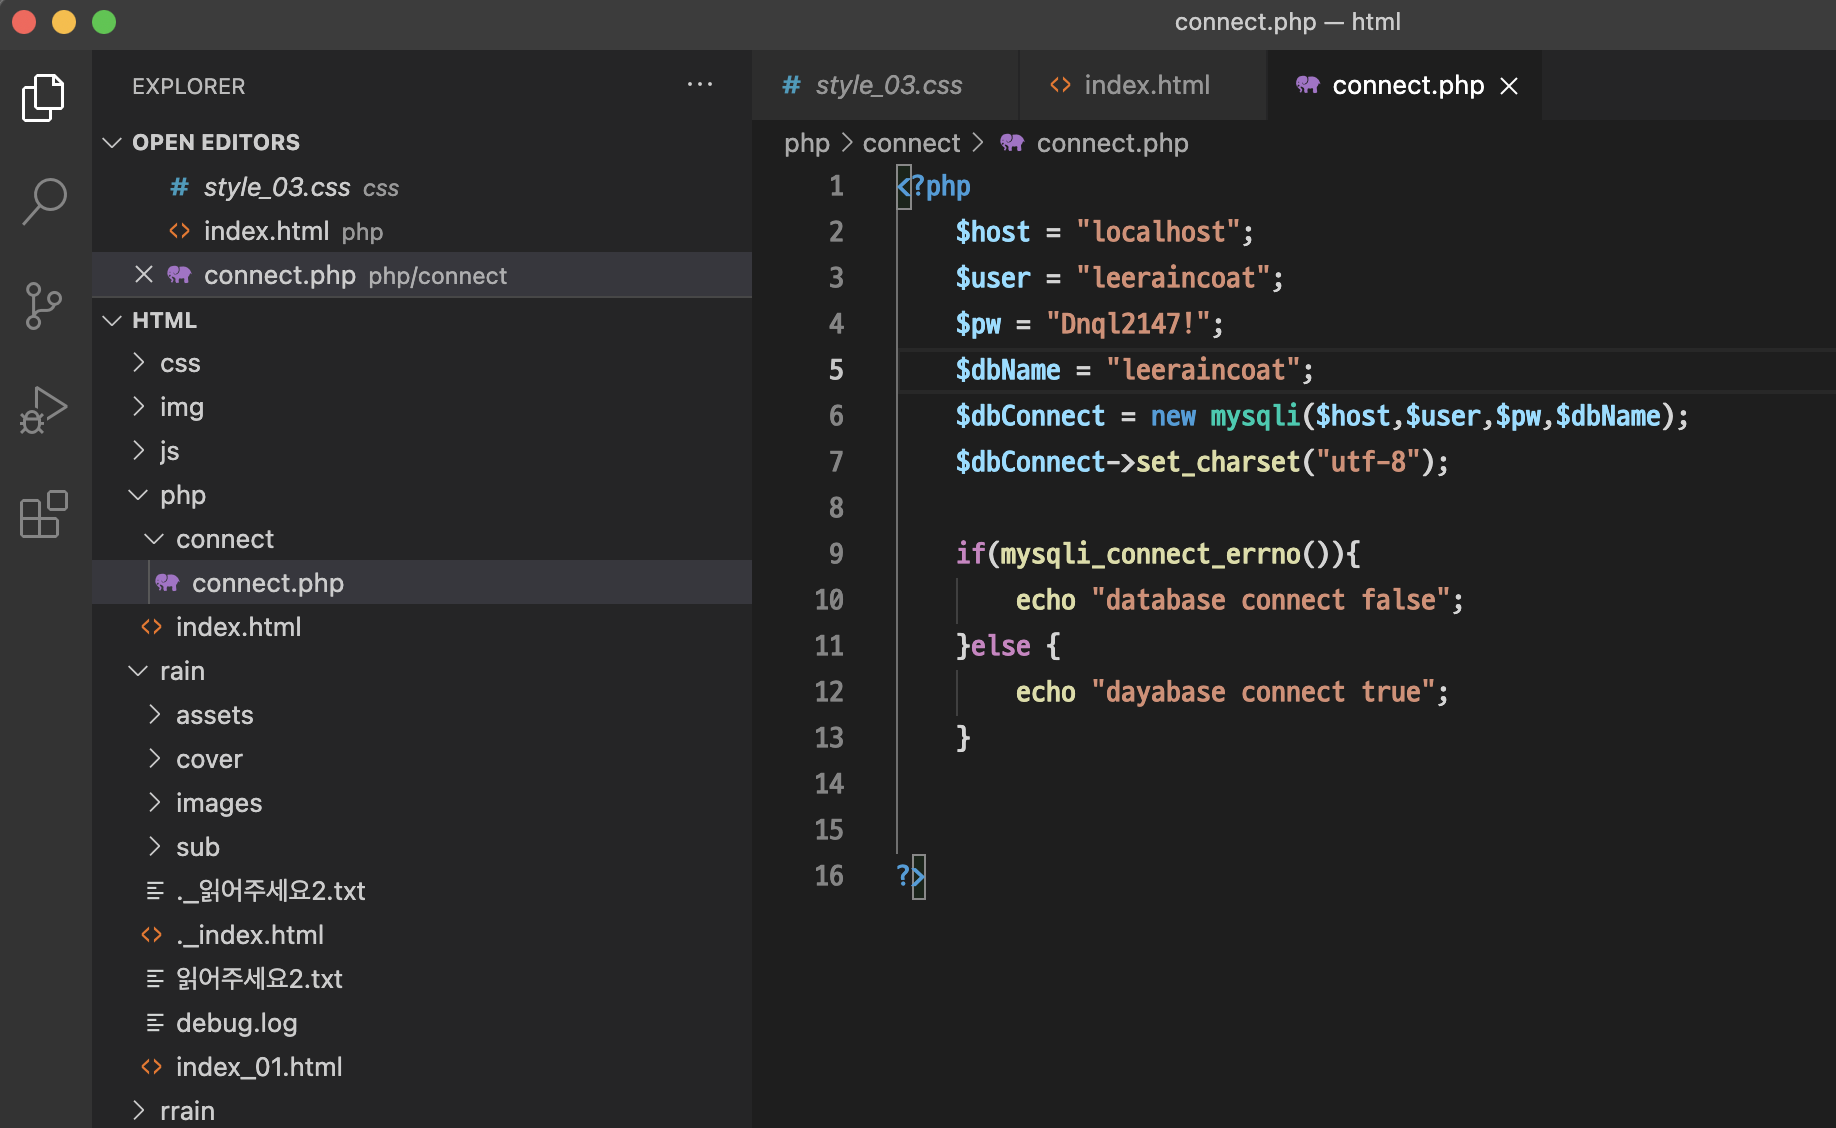 connect.php — html
EXPLORER
OPEN EDITORS
# style_03.css css
<> index.html php
connect.php php/connect
HTML
css
img
js
php
connect
connect.php
<> index.html
rain
assets
cover
images
sub
._읽어주세요2.txt
<> ._index.html
읽어주세요2.txt
debug.log
<> index_01.html
rrain
# style_03.css <> index.html connect.php
php > connect > connect.php
1 <?php
2 $host = "localhost";
3 $user = "leeraincoat";
4 $pw = "Dnql2147!";
5 $dbName = "leeraincoat";
6 $dbConnect = new mysqli($host,$user,$pw,$dbName);
7 $dbConnect->set_charset("utf-8");
8
9 if(mysqli_connect_errno()){
10 echo "database connect false";
11 }else {
12 echo "dayabase connect true";
13 }
14
15
16 ?>